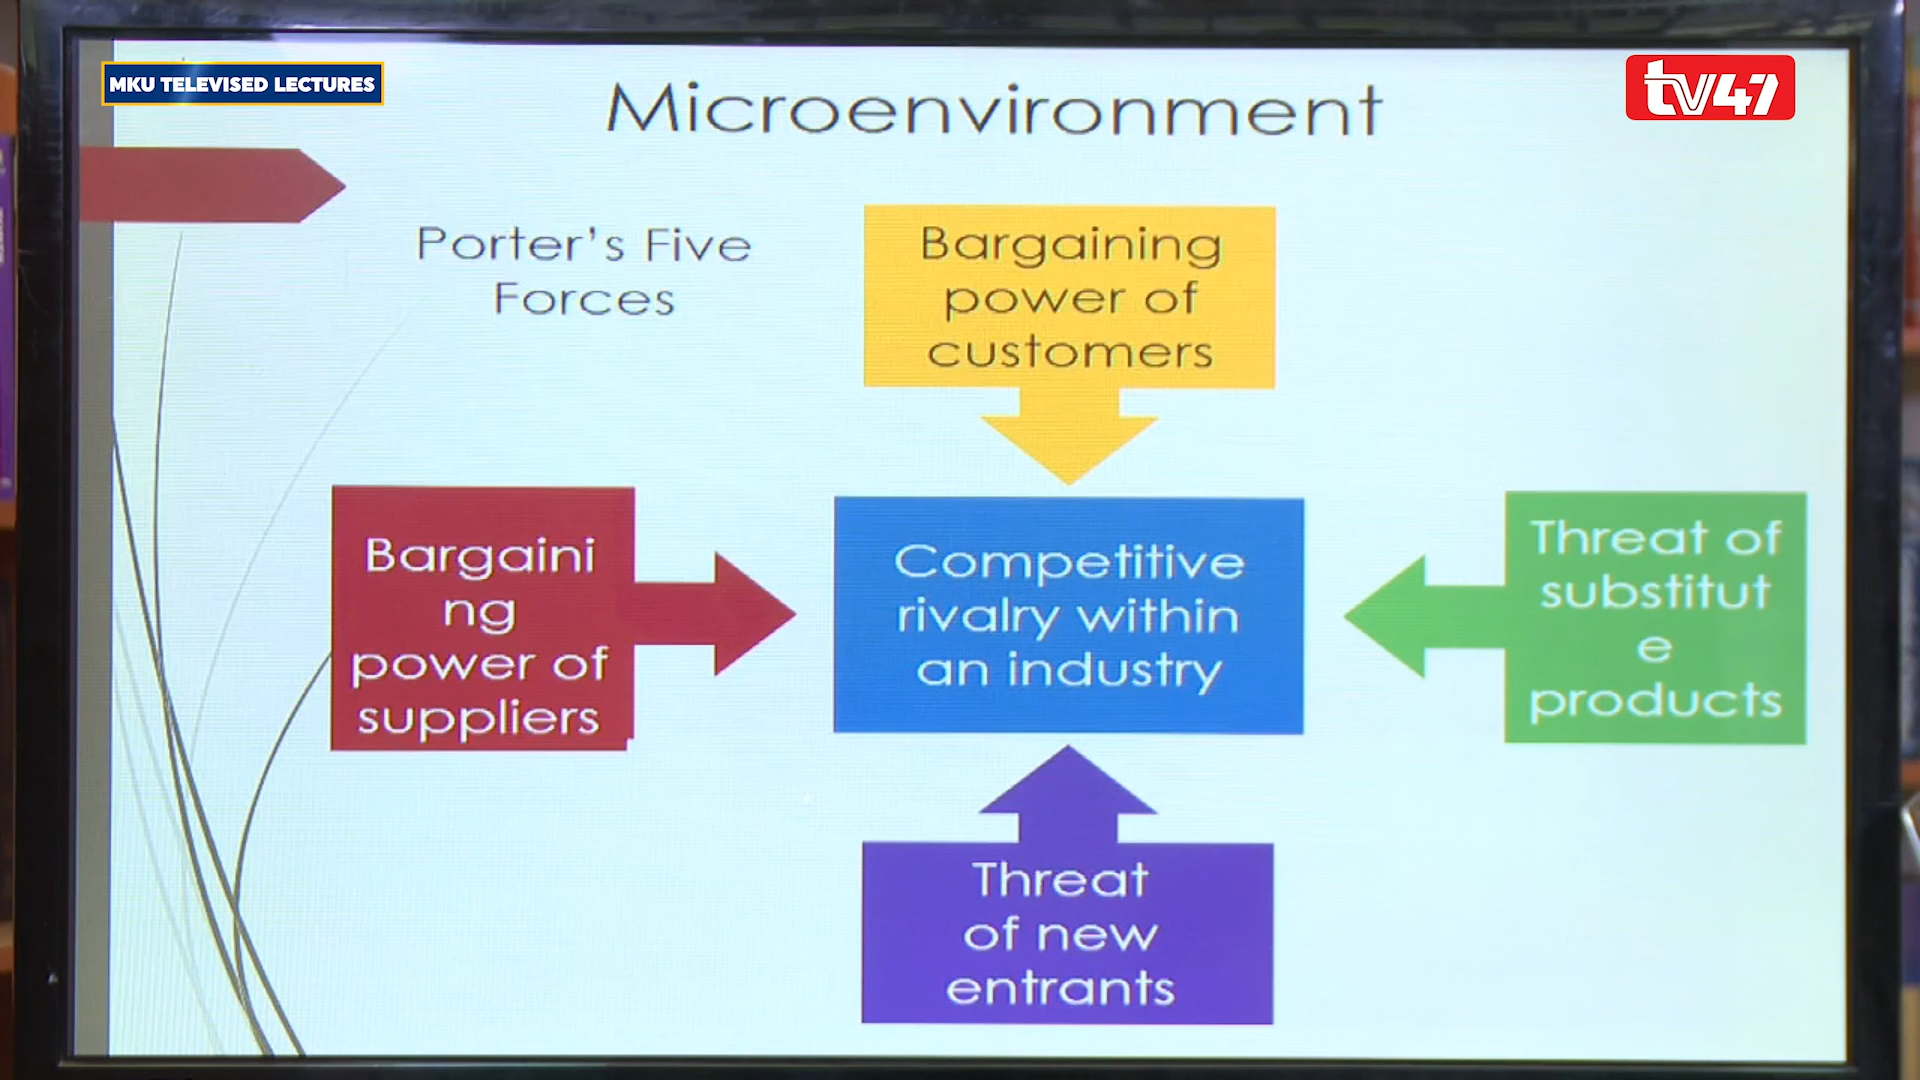 MKU TELEVISED LECTURES
tv47
Microenvironment
Porter's Five
Forces
Bargaining
power of
customers
Bargaini
ng
power of
suppliers
Competitive
rivalry within
an industry
Threat of
substitut
e
products
Threat
of new
entrants